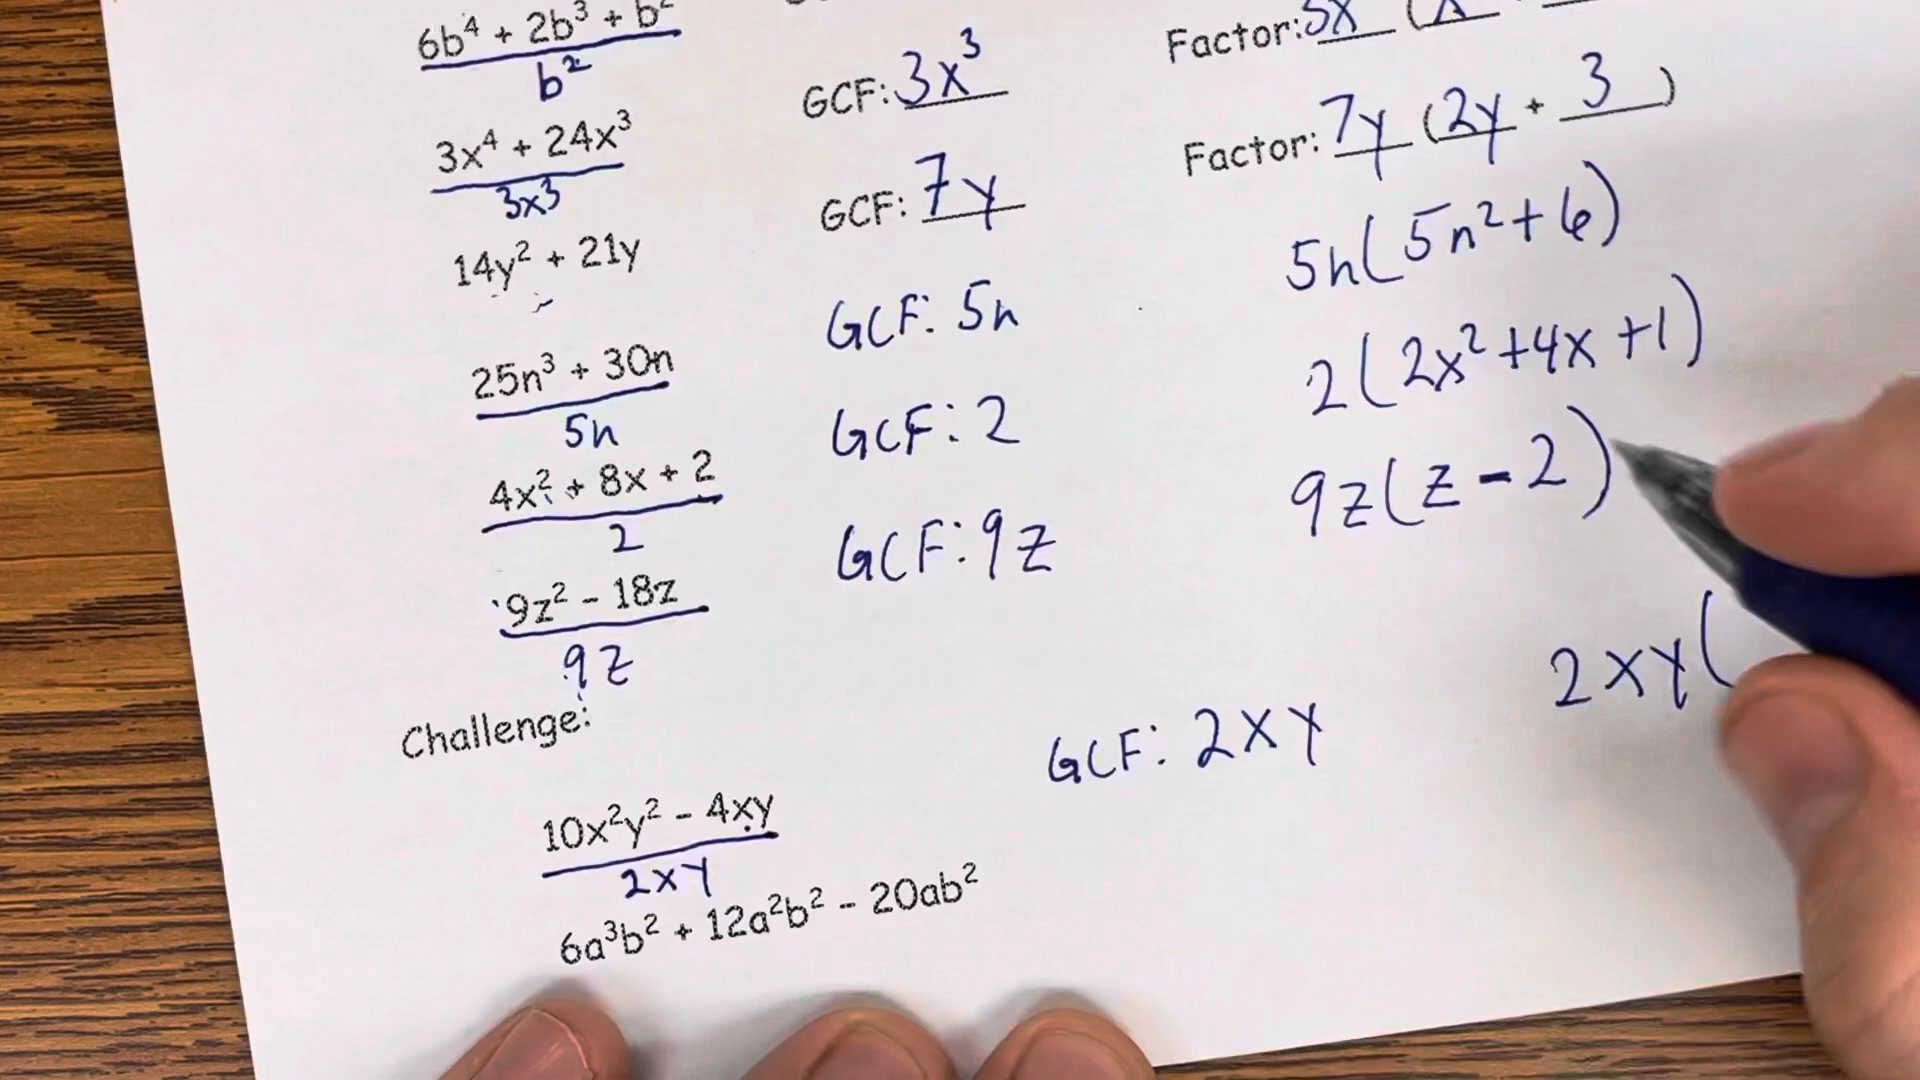 6b⁴ + 2b³ + b²
b²
GCF: 3x³
Factor: 3x (x
3x⁴ + 24x³
3x³
GCF: 7y
Factor: 7y (2y + 3)
14y² + 21y
GCF: 5n
5n(5n²+6)
25n³ + 30n
5n
GCF: 2
2(2x²+4x+1)
4x² + 8x + 2
2
GCF: 9z
9z(z-2)
9z² - 18z
9z
Challenge:
GCF: 2xy
2xy(
10x²y² - 4xy
2xy
6a³b² + 12a²b² - 20ab²